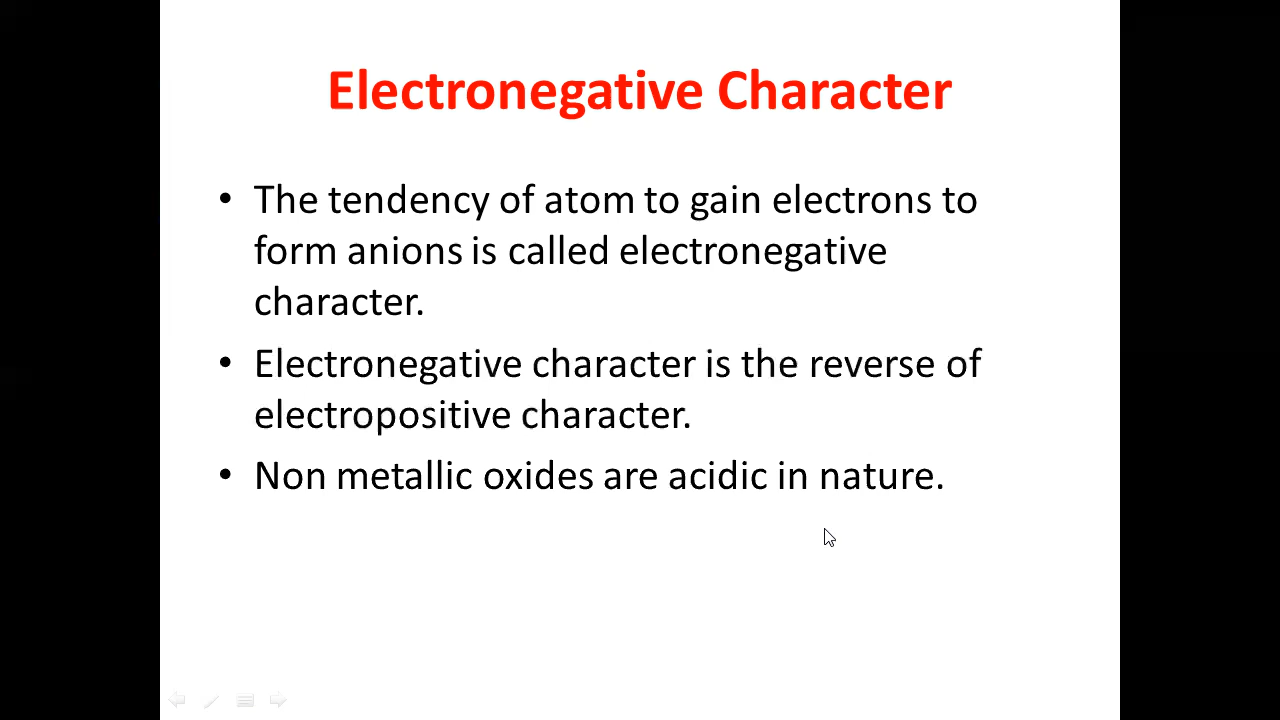 Electronegative Character
• The tendency of atom to gain electrons to
form anions is called electronegative
character.
• Electronegative character is the reverse of
electropositive character.
• Non metallic oxides are acidic in nature.